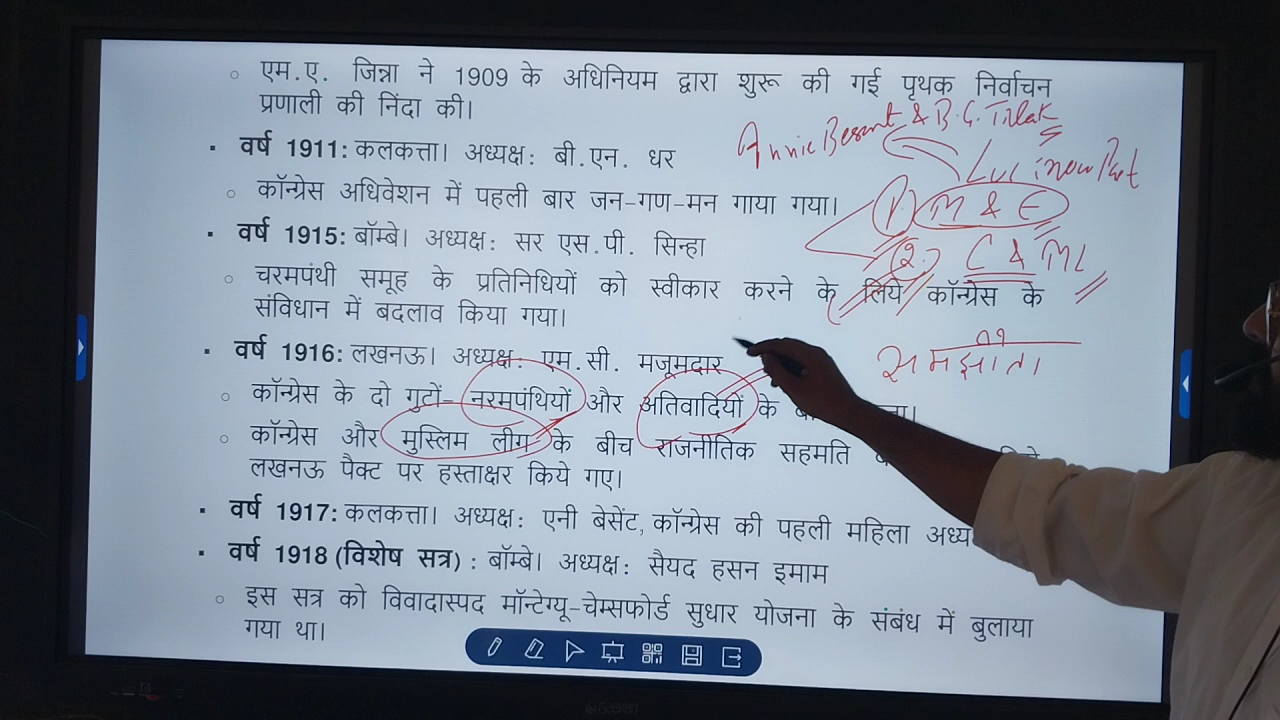 एम.ए. जिन्ना ने 1909 के अधिनियम द्वारा शुरू की गई पृथक निर्वाचन
प्रणाली की निंदा की।
Annie Besant & B.G. Tilak
▪ वर्ष 1911: कलकत्ता। अध्यक्ष: बी.एन. धर
Lucknow Pact
कॉन्ग्रेस अधिवेशन में पहली बार जन-गण-मन गाया गया।
1. M & E
▪ वर्ष 1915: बॉम्बे। अध्यक्ष: सर एस.पी. सिन्हा
2. C & ML
चरमपंथी समूह के प्रतिनिधियों को स्वीकार करने के लिये कॉन्ग्रेस के
संविधान में बदलाव किया गया।
▪ वर्ष 1916: लखनऊ। अध्यक्ष: एम.सी. मजूमदार
समझौता
कॉन्ग्रेस के दो गुटों- नरमपंथियों और अतिवादियों के
कॉन्ग्रेस और मुस्लिम लीग के बीच राजनीतिक सहमति
लखनऊ पैक्ट पर हस्ताक्षर किये गए।
▪ वर्ष 1917: कलकत्ता। अध्यक्ष: एनी बेसेंट, कॉन्ग्रेस की पहली महिला
▪ वर्ष 1918 (विशेष सत्र) : बॉम्बे। अध्यक्ष: सैयद हसन इमाम
इस सत्र को विवादास्पद मॉन्टेग्यू-चेम्सफोर्ड सुधार योजना के संबंध में बुलाया
गया था।